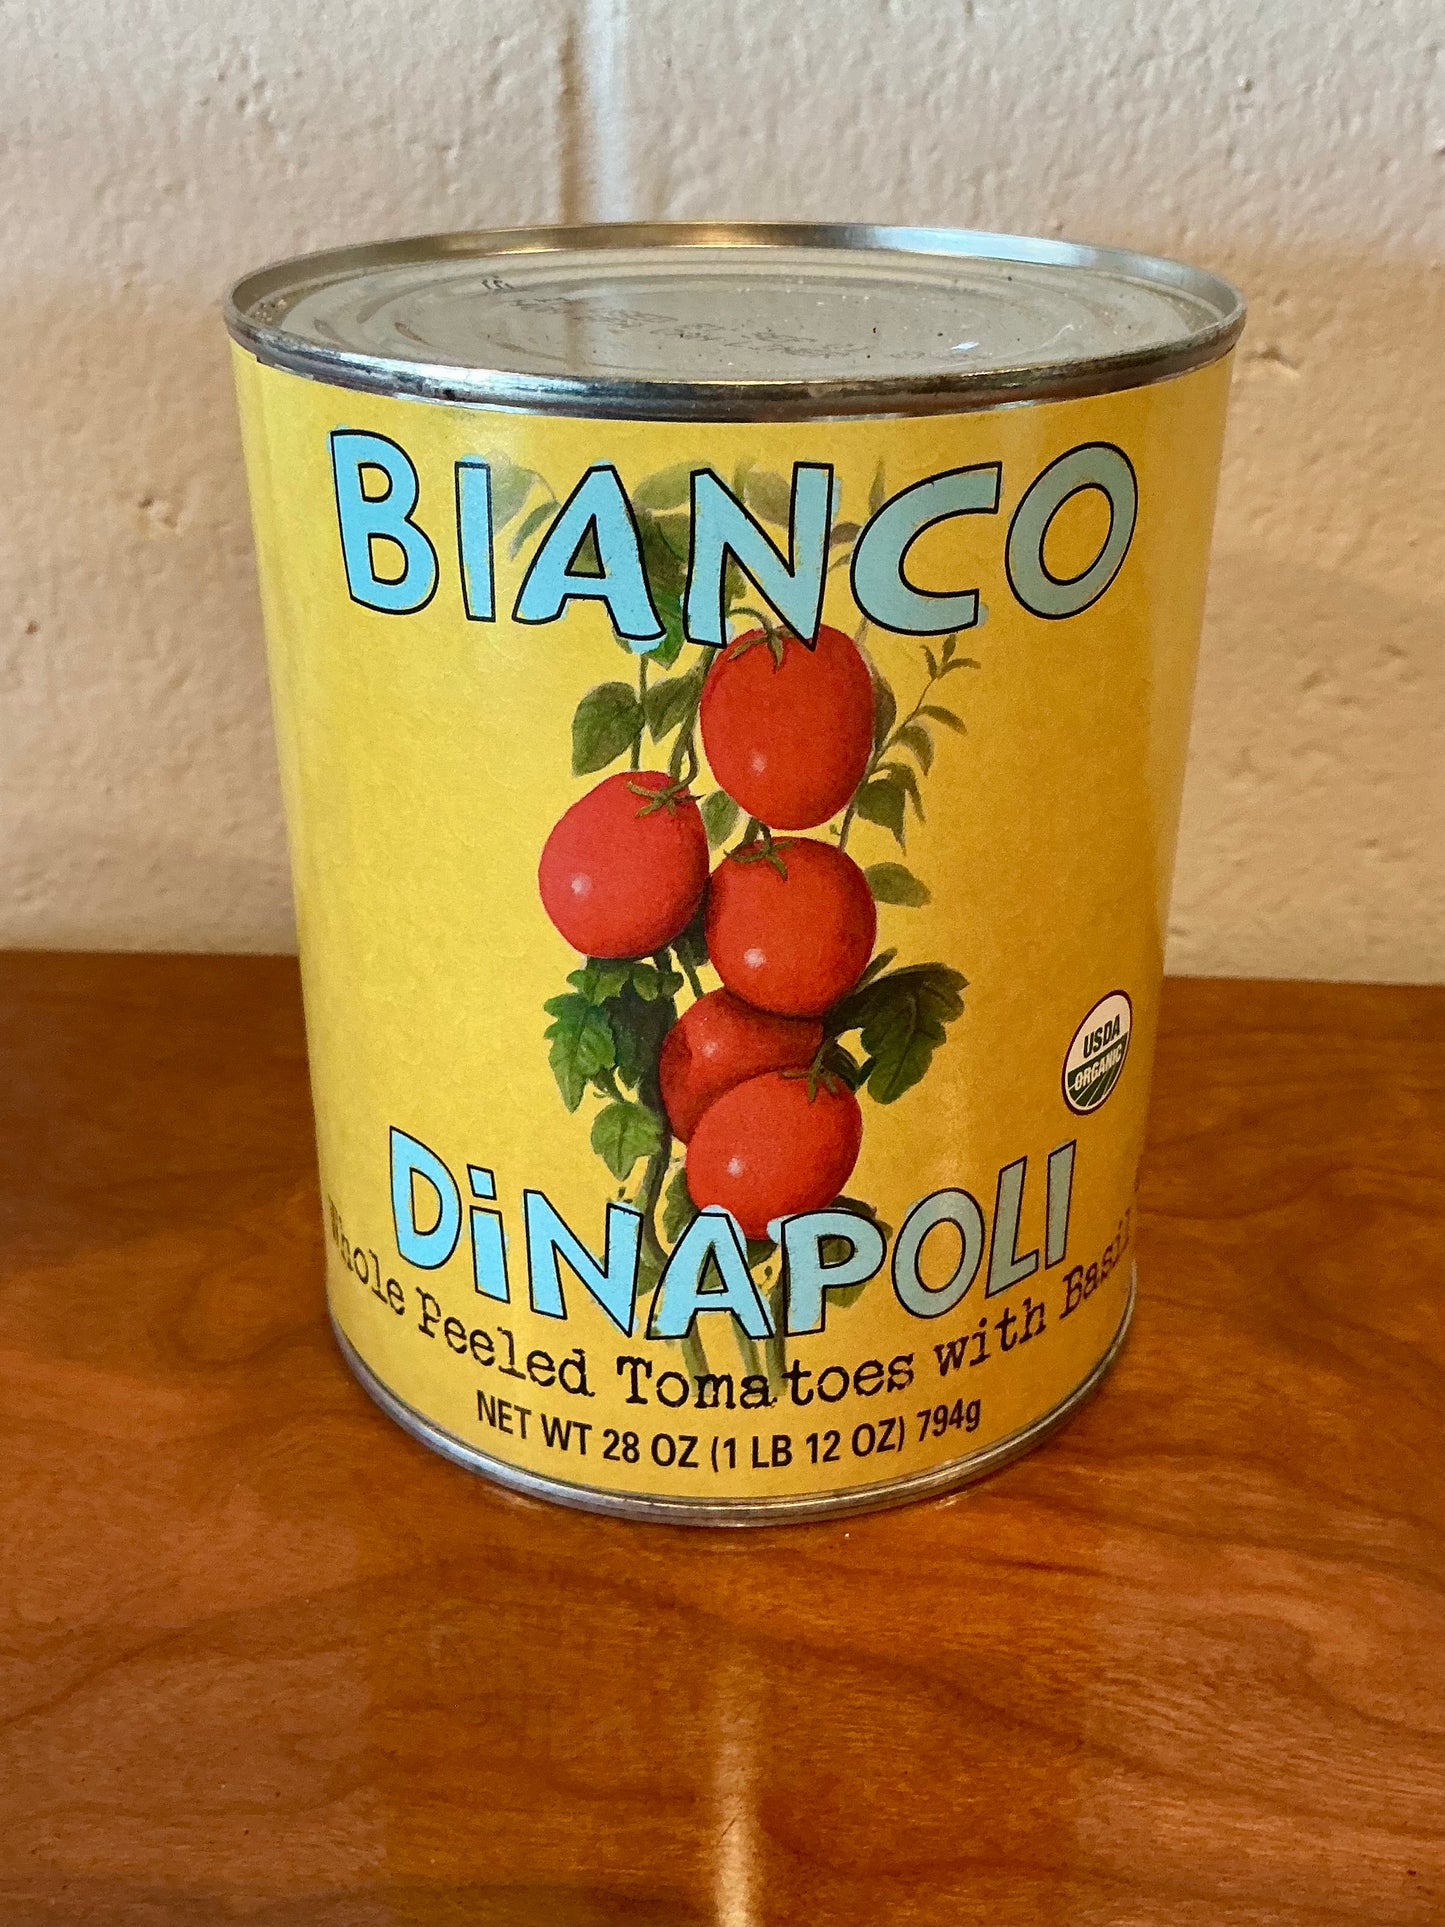 BIANCO
USDA
ORGANIC
DiNAPOLI
Whole Peeled Tomatoes with Basil
NET WT 28 OZ (1 LB 12 OZ) 794g